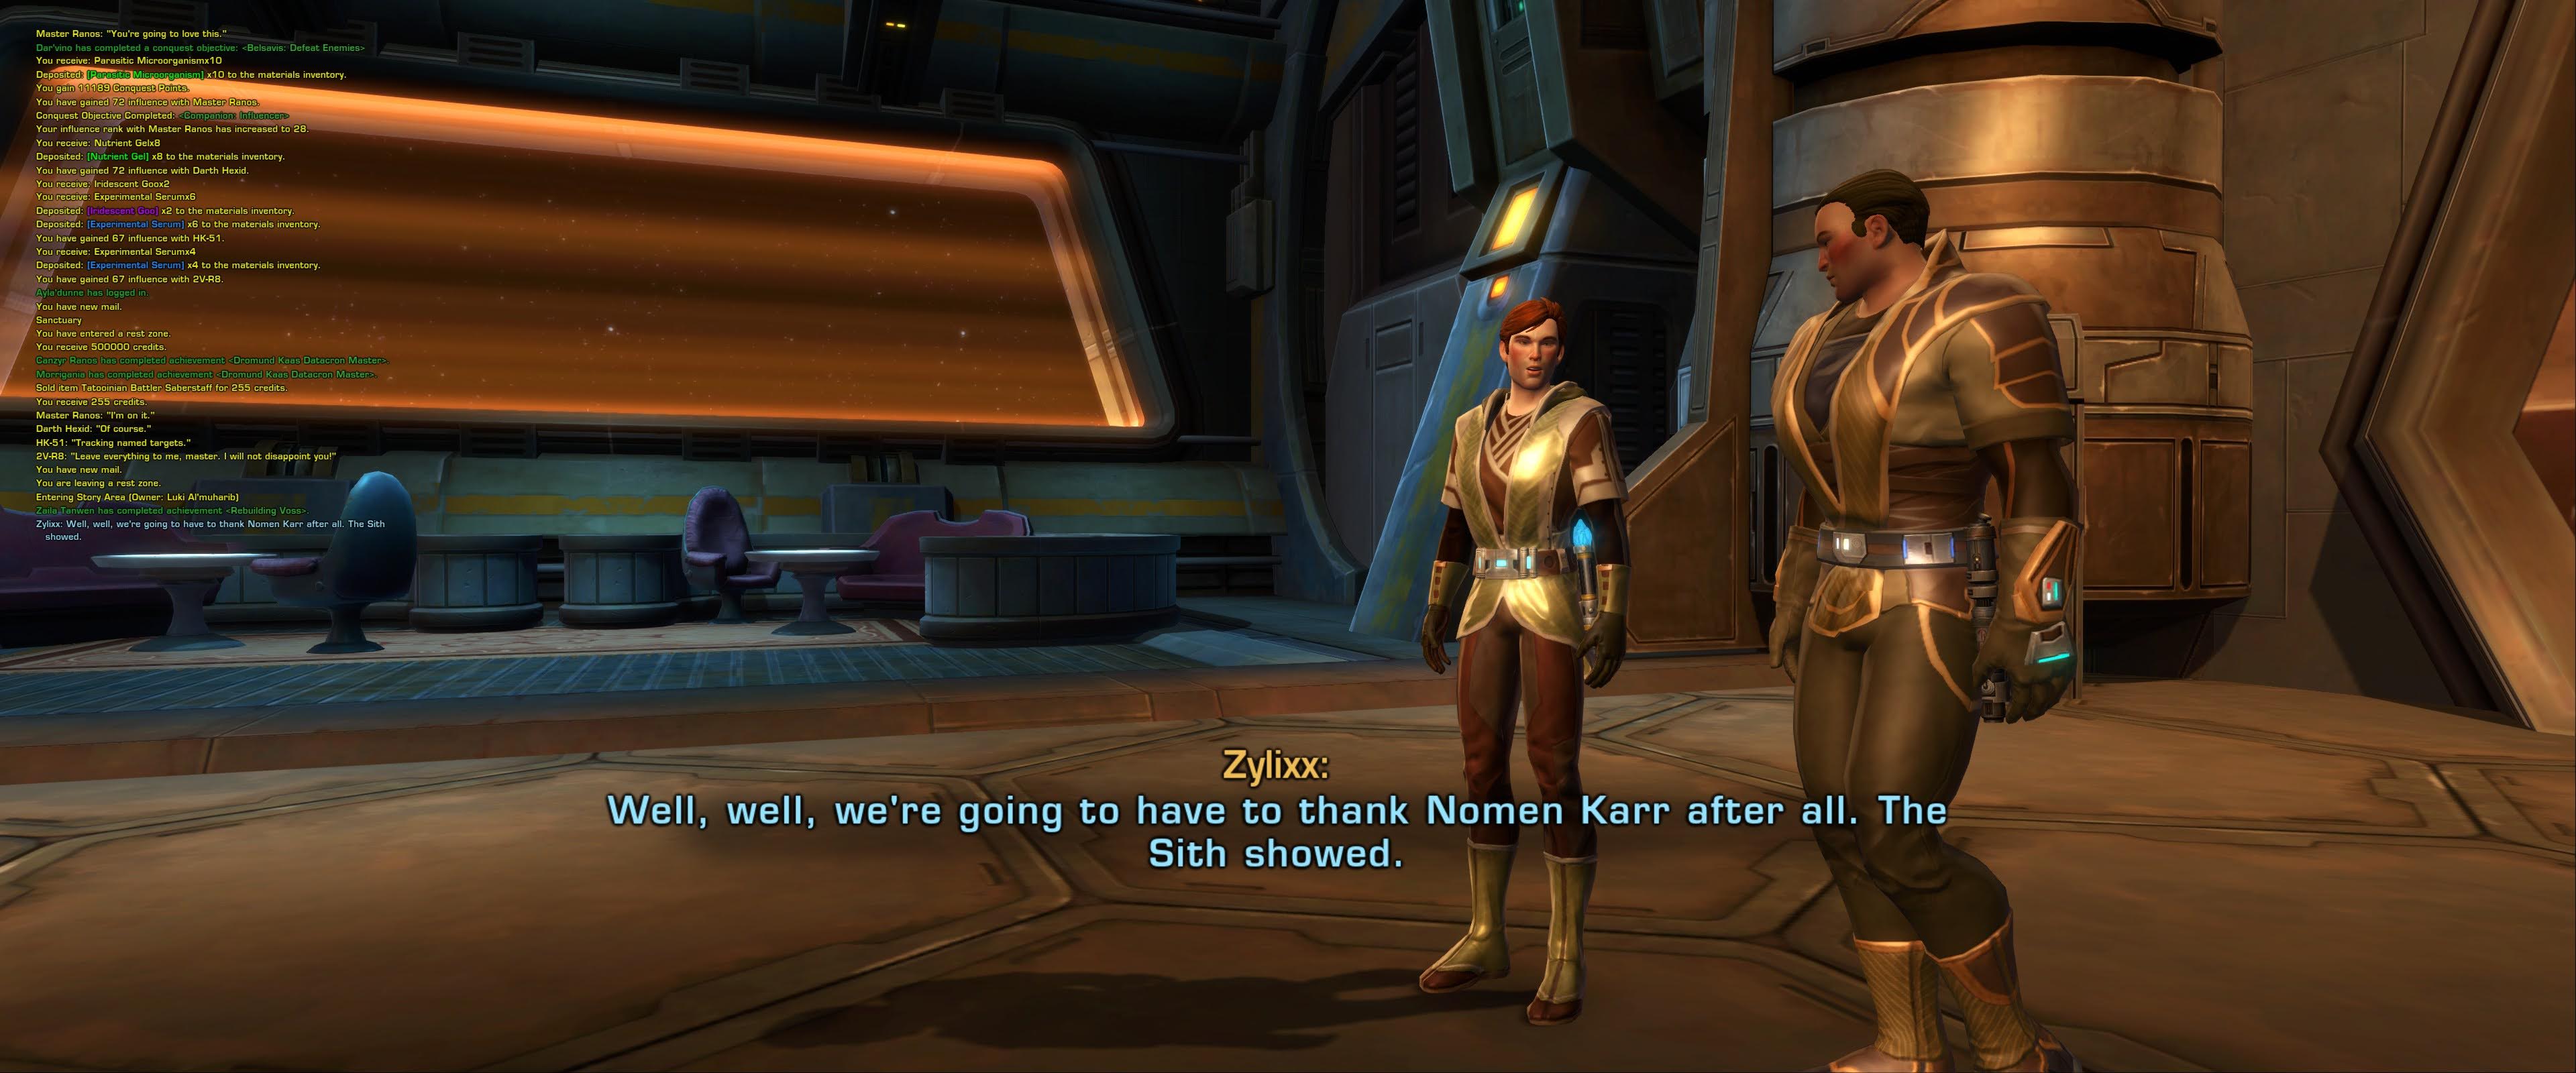 Master Ranos: "You're going to love this."
Dar'vino has completed a conquest objective: <Belsavis: Defeat Enemies>
You receive: Parasitic Microorganismx10
Deposited: [Parasitic Microorganism] x10 to the materials inventory.
You gain 11189 Conquest Points.
You have gained 72 influence with Master Ranos.
Conquest Objective Completed: <Companion: Influencer>
Your influence rank with Master Ranos has increased to 28.
You receive: Nutrient Gelx8
Deposited: [Nutrient Gel] x8 to the materials inventory.
You have gained 72 influence with Darth Hexid.
You receive: Iridescent Goox2
You receive: Experimental Serumx6
Deposited: [Iridescent Goo] x2 to the materials inventory.
Deposited: [Experimental Serum] x6 to the materials inventory.
You have gained 67 influence with HK-51.
You receive: Experimental Serumx4
Deposited: [Experimental Serum] x4 to the materials inventory.
You have gained 67 influence with 2V-R8.
Ayla'dunne has logged in.
You have new mail.
Sanctuary
You have entered a rest zone.
You receive 500000 credits.
Canzyr Ranos has completed achievement <Dromund Kaas Datacron Master>.
Morrigania has completed achievement <Dromund Kaas Datacron Master>.
Sold item Tatooinian Battler Saberstaff for 255 credits.
You receive 255 credits.
Master Ranos: "I'm on it."
Darth Hexid: "Of course."
HK-51: "Tracking named targets."
2V-R8: "Leave everything to me, master. I will not disappoint you!"
You have new mail.
You are leaving a rest zone.
Entering Story Area (Owner: Luki Al'muharib)
Zaila Tanwen has completed achievement <Rebuilding Voss>.
Zylixx: Well, well, we're going to have to thank Nomen Karr after all. The Sith
showed.
Zylixx:
Well, well, we're going to have to thank Nomen Karr after all. The
Sith showed.